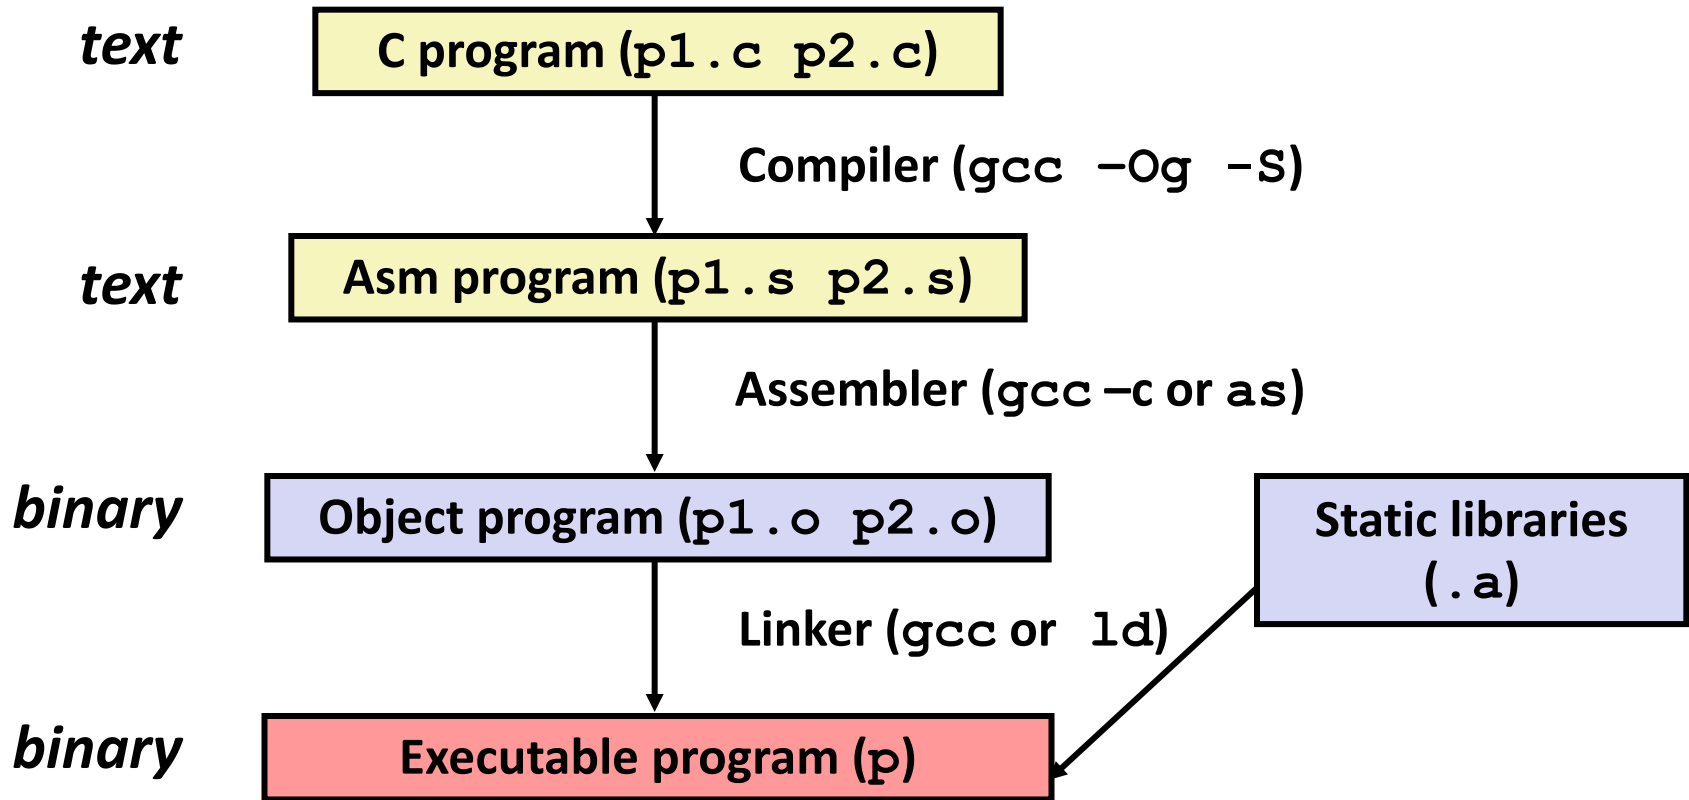 text
C program (p1.c p2.c)
Compiler (gcc –Og -S)
text
Asm program (p1.s p2.s)
Assembler (gcc –c or as)
binary
Object program (p1.o p2.o)
Static libraries
(.a)
Linker (gcc or ld)
binary
Executable program (p)